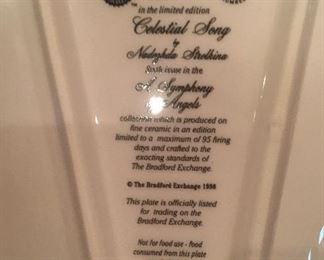 ™ in the limited edition
Celestial Song
by
Nadezhda Strelkina
Sixth issue in the
A Symphony
of Angels
collection which is produced on
fine ceramic in an edition
limited to a maximum of 95 firing
days and crafted to the
exacting standards of
The Bradford Exchange.
© The Bradford Exchange 1998
This plate is officially listed
for trading on the
Bradford Exchange.
Not for food use - food
consumed from this plate